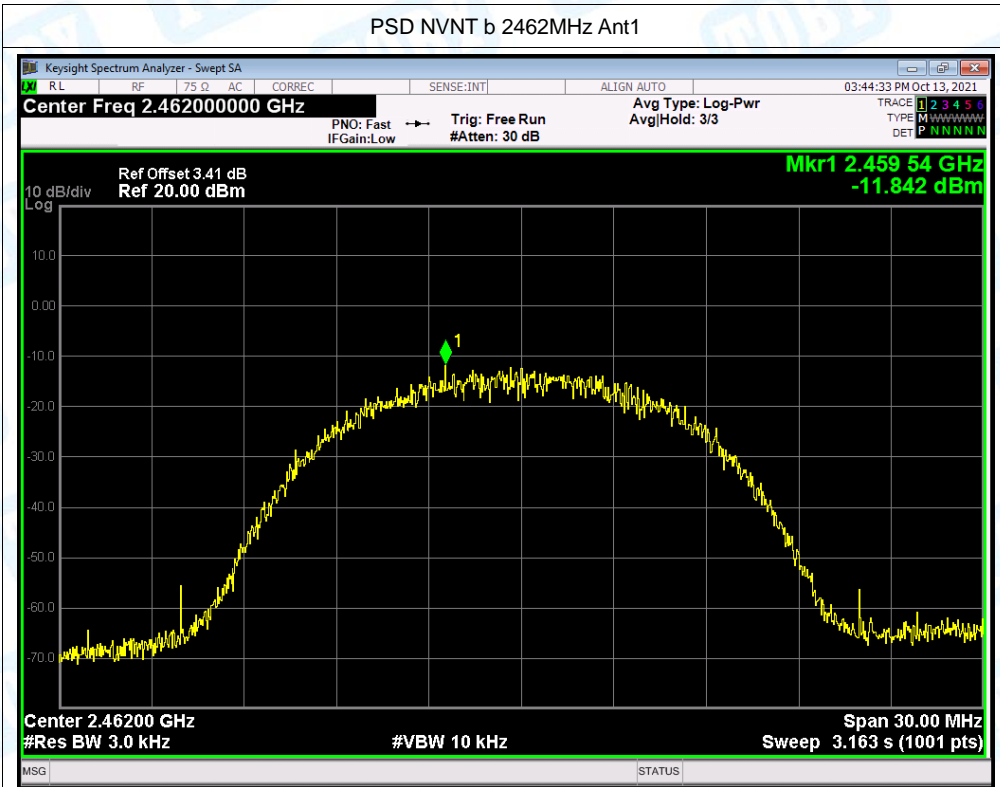 PSD NVNT b 2462MHz Ant1
Keysight Spectrum Analyzer - Swept SA
LXI RL RF 75 Ω AC CORREC SENSE:INT ALIGN AUTO 03:44:33 PM Oct 13, 2021
Center Freq 2.462000000 GHz
PNO: Fast
IFGain:Low
Trig: Free Run
#Atten: 30 dB
Avg Type: Log-Pwr
Avg|Hold: 3/3
TRACE 1 2 3 4 5 6
TYPE M WWWWW
DET P N N N N N
Mkr1 2.459 54 GHz
-11.842 dBm
Ref Offset 3.41 dB
Ref 20.00 dBm
10 dB/div
Log
10.0
0.00
-10.0
-20.0
-30.0
-40.0
-50.0
-60.0
-70.0
1
Center 2.46200 GHz
Span 30.00 MHz
#Res BW 3.0 kHz
#VBW 10 kHz
Sweep 3.163 s (1001 pts)
MSG
STATUS